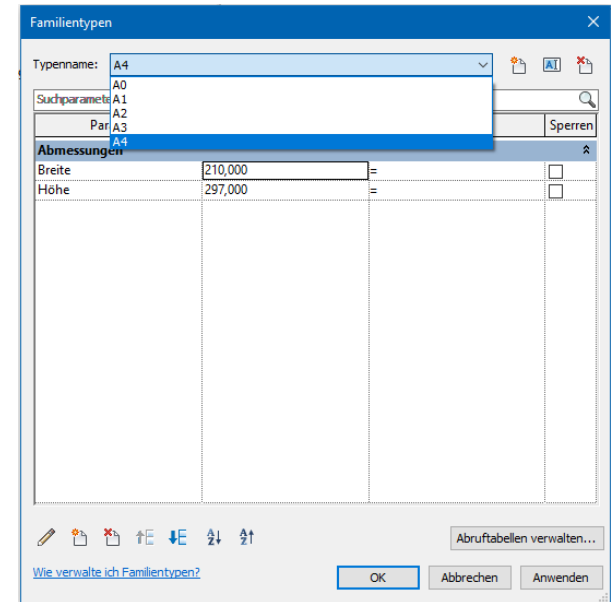 Familientypen
Typenname: A4
A0
A1
A2
A3
A4
Suchparamete
Par Sperren
Abmessungen
Breite 210,000 =
Höhe 297,000 =
Abruftabellen verwalten...
Wie verwalte ich Familientypen?
OK Abbrechen Anwenden